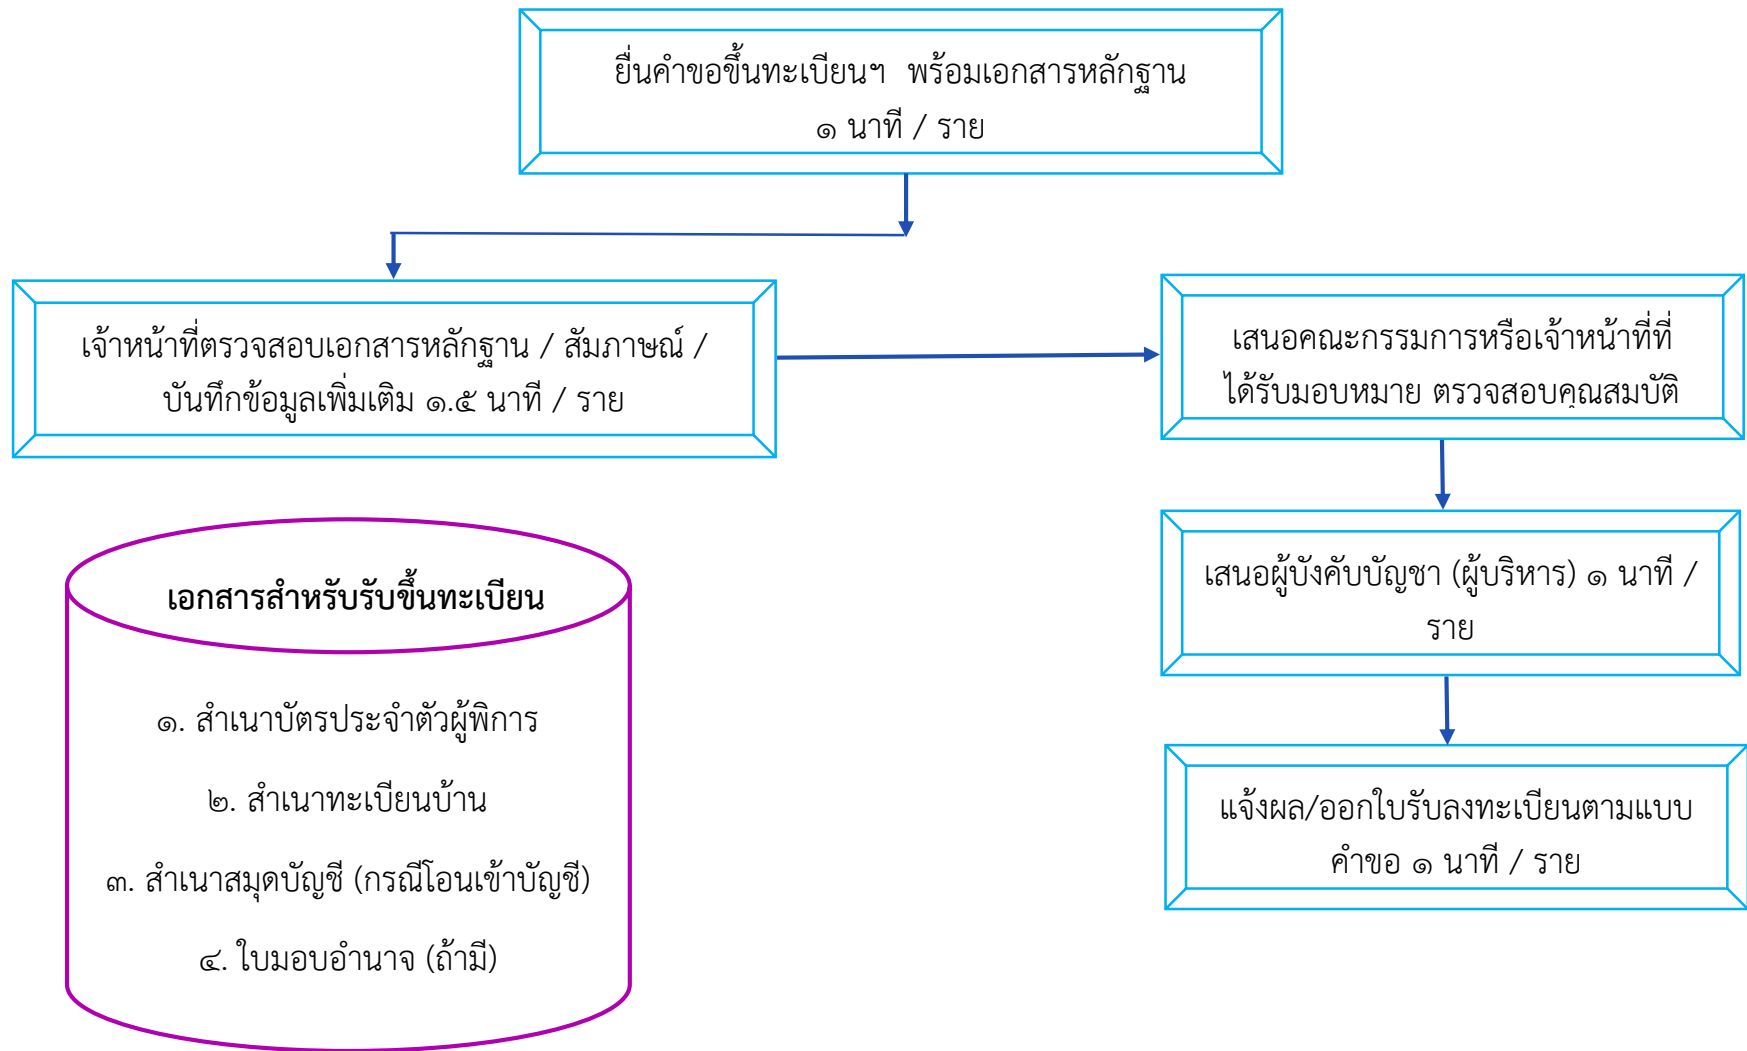 ยื่นคำขอขึ้นทะเบียนฯ พร้อมเอกสารหลักฐาน
๑ นาที / ราย
เจ้าหน้าที่ตรวจสอบเอกสารหลักฐาน / สัมภาษณ์ /
บันทึกข้อมูลเพิ่มเติม ๑.๕ นาที / ราย
เสนอคณะกรรมการหรือเจ้าหน้าที่ที่
ได้รับมอบหมาย ตรวจสอบคุณสมบัติ
เสนอผู้บังคับบัญชา (ผู้บริหาร) ๑ นาที /
ราย
แจ้งผล/ออกใบรับลงทะเบียนตามแบบ
คำขอ ๑ นาที / ราย
เอกสารสำหรับรับขึ้นทะเบียน
๑. สำเนาบัตรประจำตัวผู้พิการ
๒. สำเนาทะเบียนบ้าน
๓. สำเนาสมุดบัญชี (กรณีโอนเข้าบัญชี)
๔. ใบมอบอำนาจ (ถ้ามี)